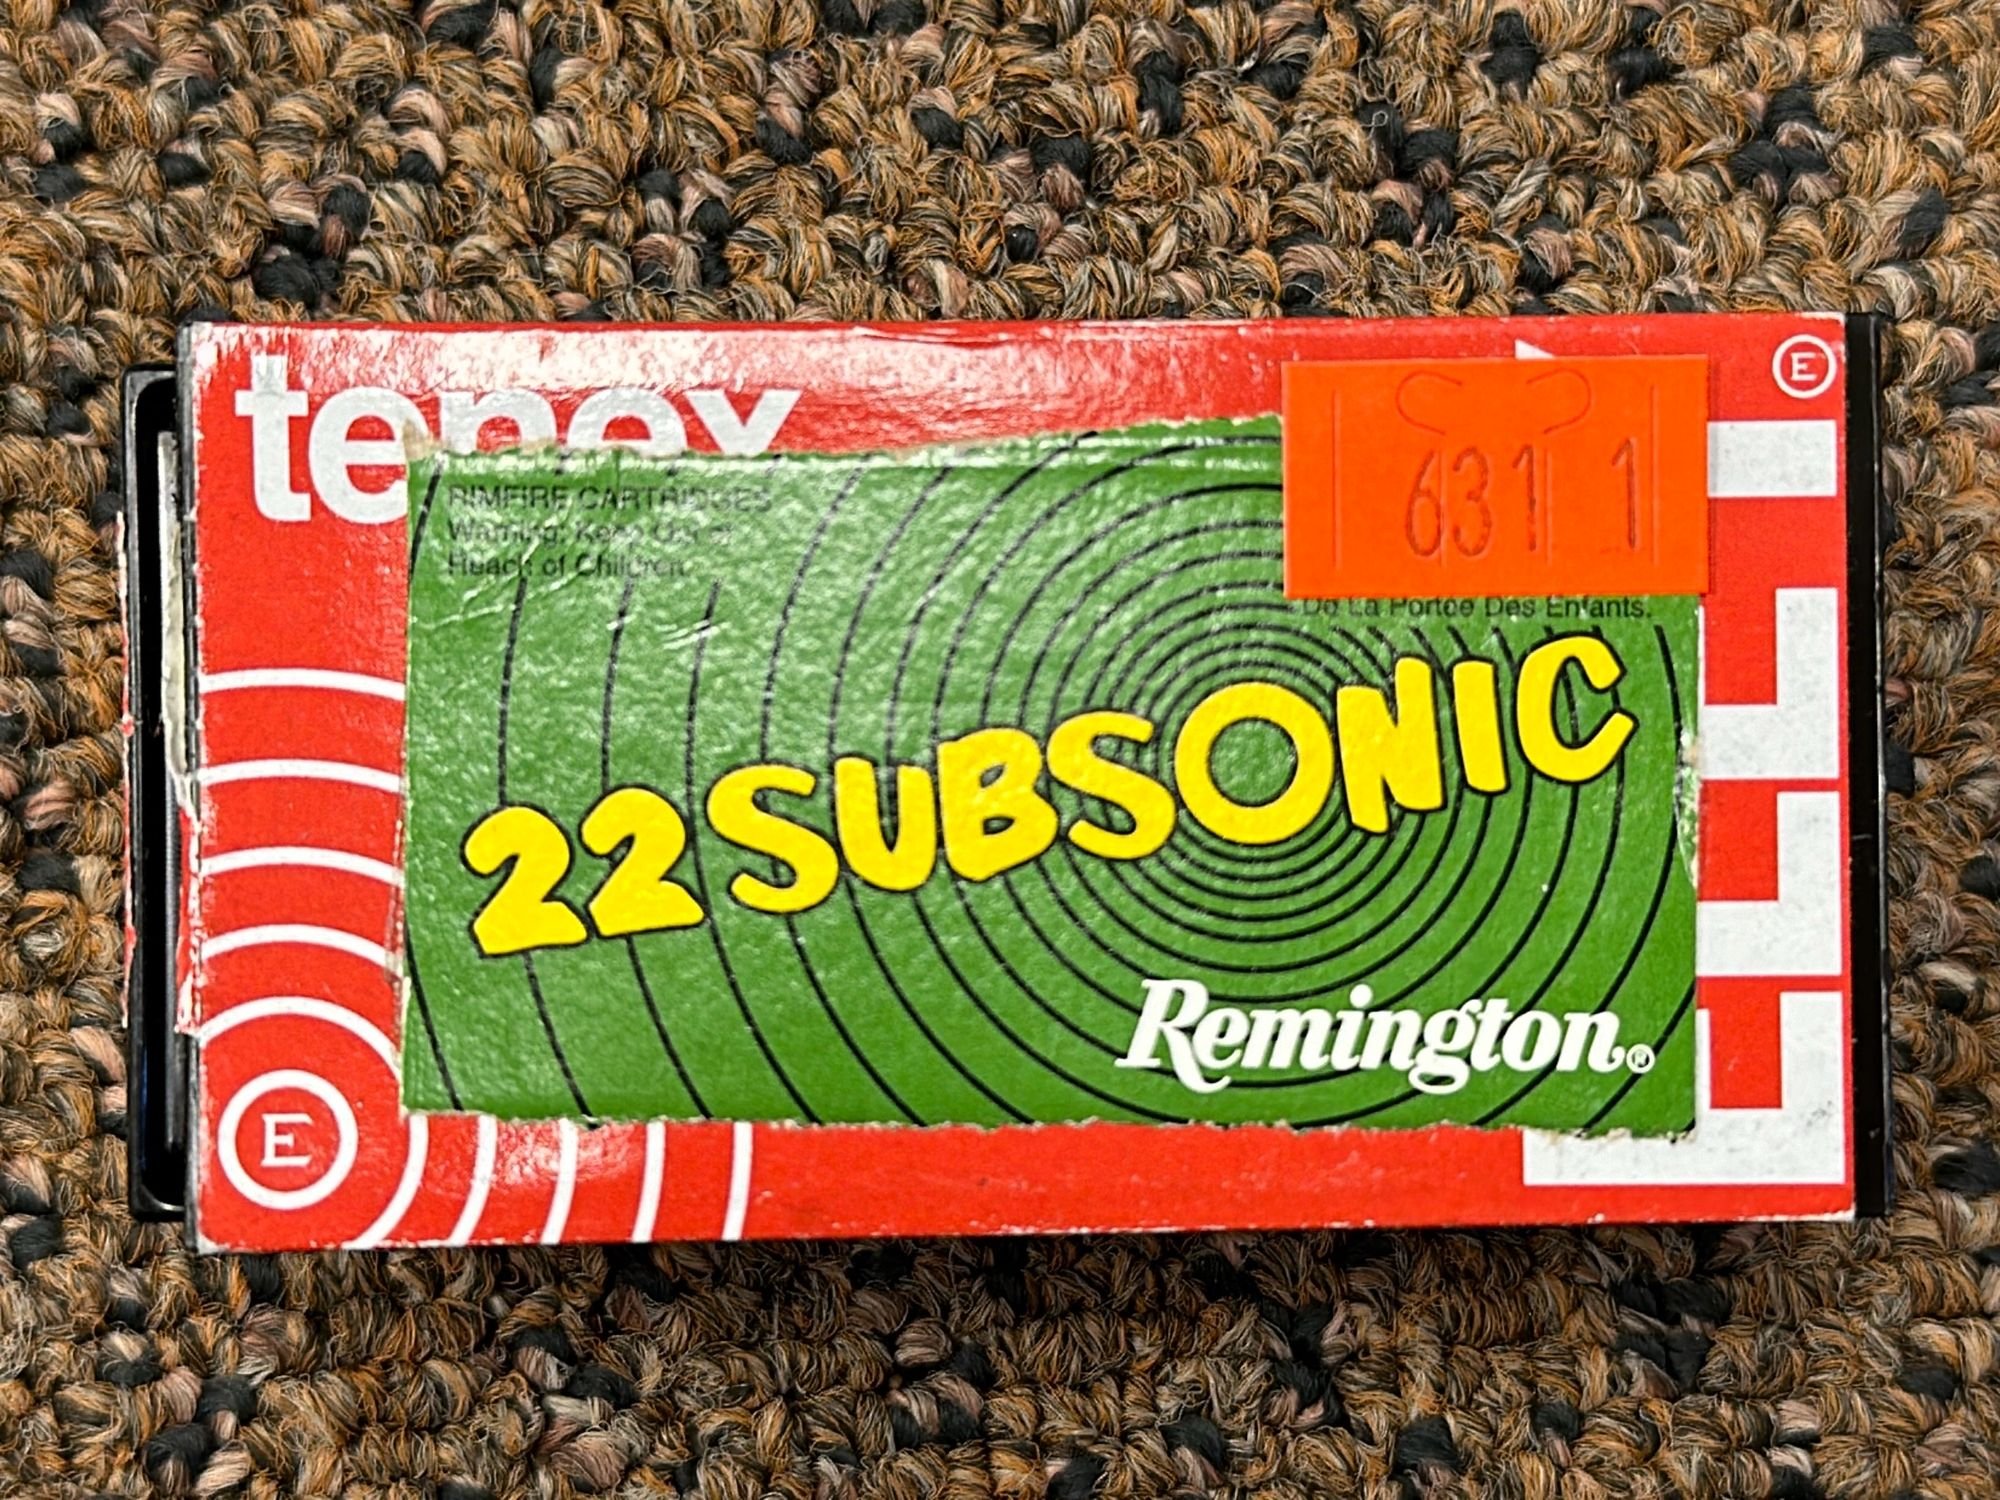 tenex
E
631 1
RIMFIRE CARTRIDGES
Warning: Keep Out of
Reach of Children.
De La Portée Des Enfants.
22 SUBSONIC
Remington®
E